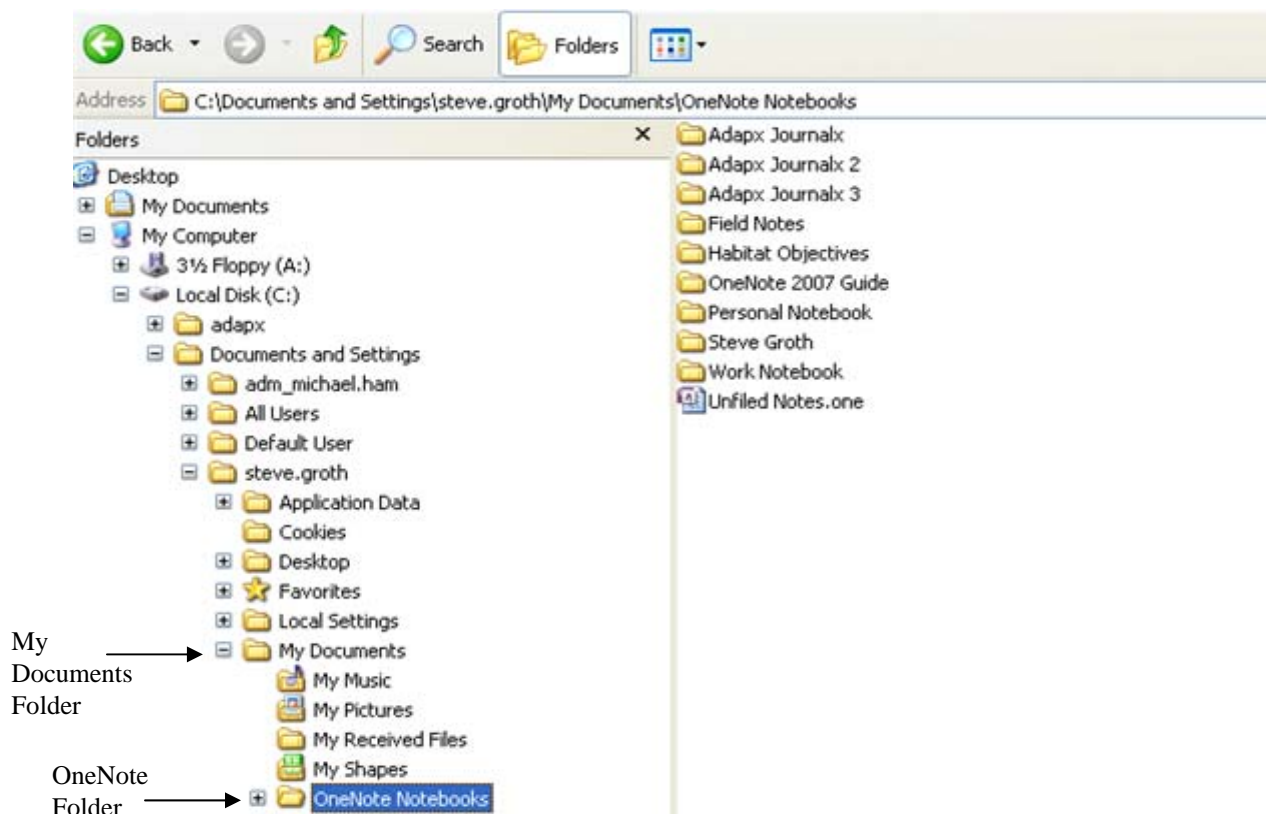 Back Search Folders
Address C:\Documents and Settings\steve.groth\My Documents\OneNote Notebooks
Folders
Desktop
My Documents
My Computer
3½ Floppy (A:)
Local Disk (C:)
adapx
Documents and Settings
adm_michael.ham
All Users
Default User
steve.groth
Application Data
Cookies
Desktop
Favorites
Local Settings
My Documents
My Music
My Pictures
My Received Files
My Shapes
OneNote Notebooks
Adapx Journalx
Adapx Journalx 2
Adapx Journalx 3
Field Notes
Habitat Objectives
OneNote 2007 Guide
Personal Notebook
Steve Groth
Work Notebook
Unfiled Notes.one
My
Documents
Folder
OneNote
Folder